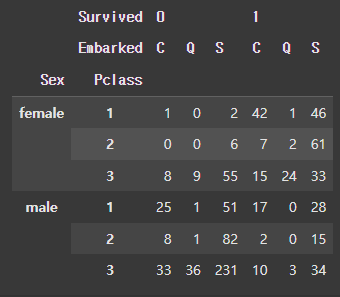 Survived 0 1
Embarked C Q S C Q S
Sex Pclass
female 1 1 0 2 42 1 46
2 0 0 6 7 2 61
3 8 9 55 15 24 33
male 1 25 1 51 17 0 28
2 8 1 82 2 0 15
3 33 36 231 10 3 34